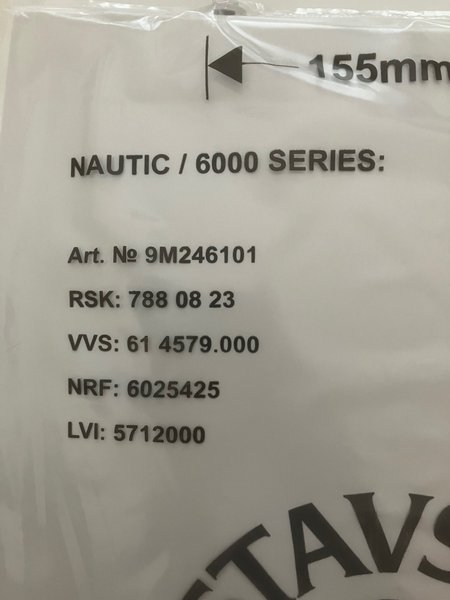 155mm
NAUTIC / 6000 SERIES:
Art. № 9M246101
RSK: 788 08 23
VVS: 61 4579.000
NRF: 6025425
LVI: 5712000
STAVS